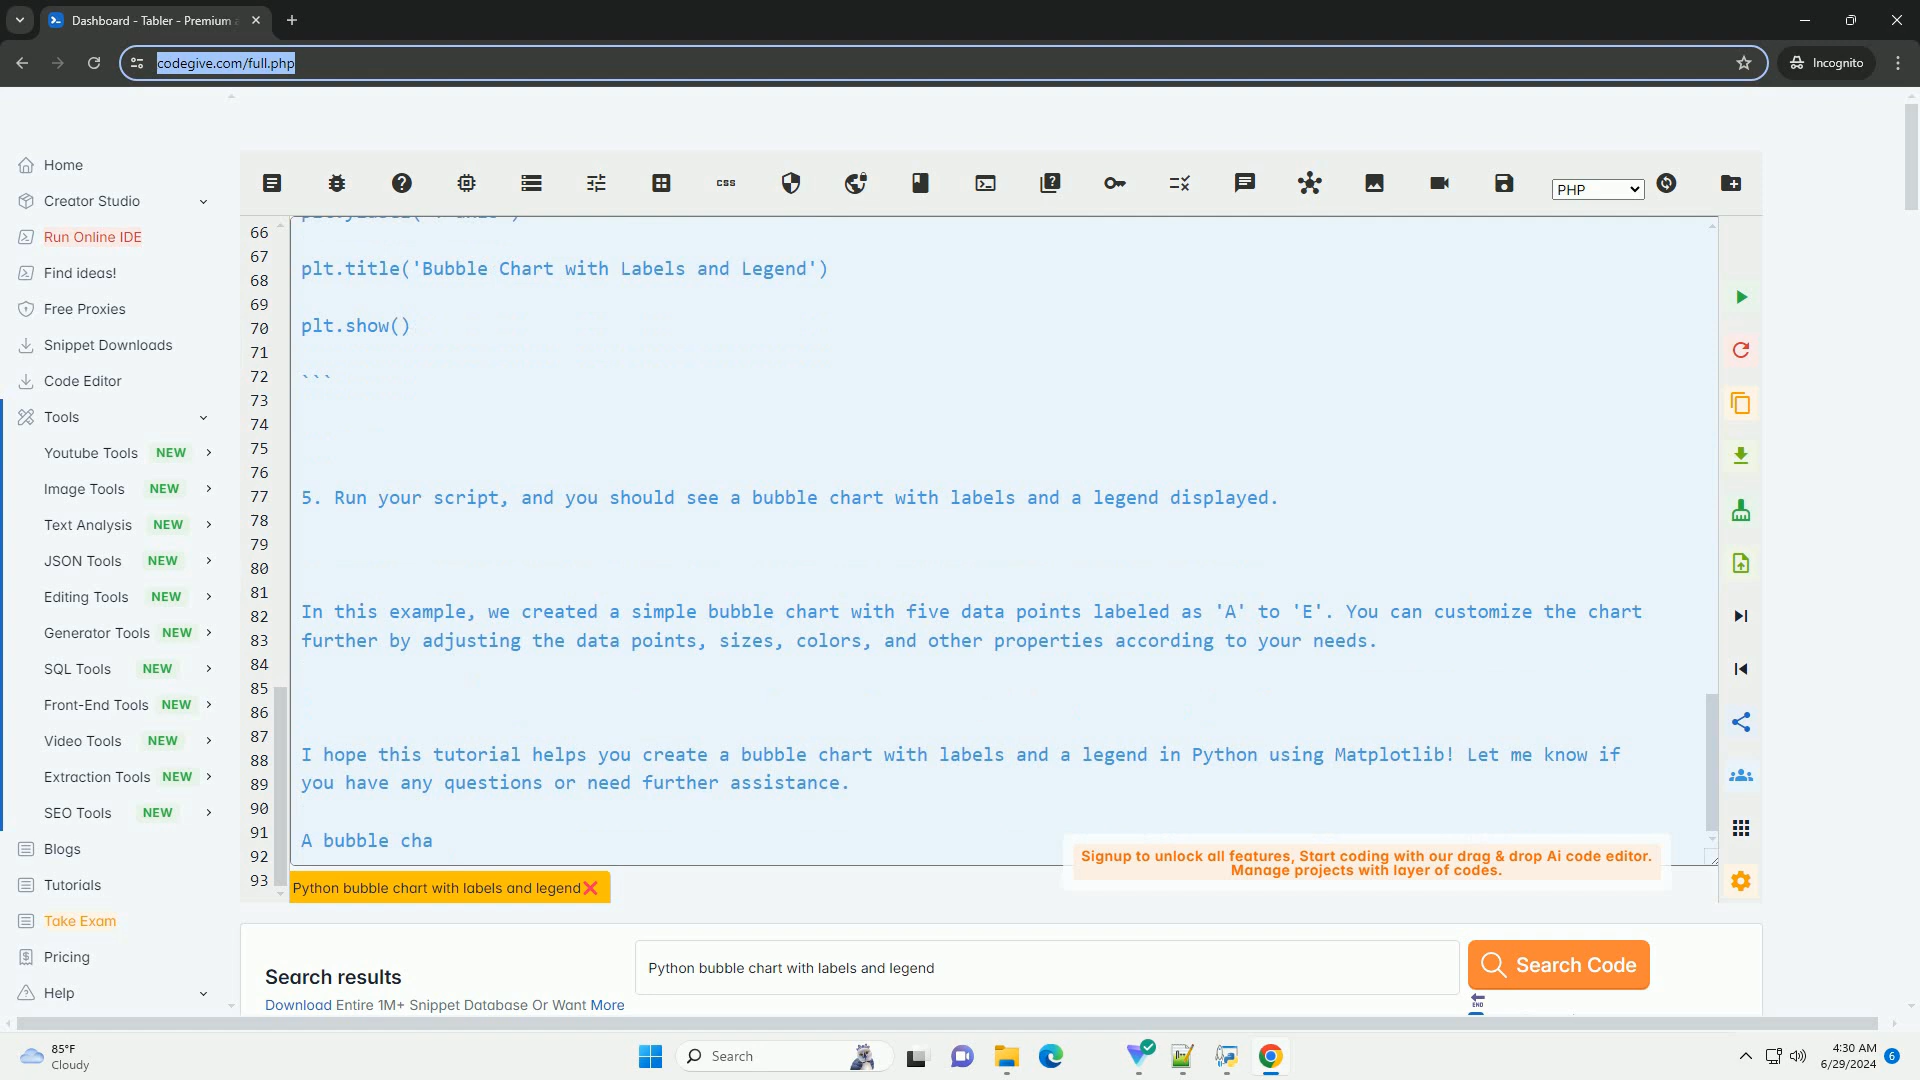 Dashboard - Tabler - Premium
codegive.com/full.php
Incognito
Home
Creator Studio
Run Online IDE
Find ideas!
Free Proxies
Snippet Downloads
Code Editor
Tools
Youtube Tools NEW
Image Tools NEW
Text Analysis NEW
JSON Tools NEW
Editing Tools NEW
Generator Tools NEW
SQL Tools NEW
Front-End Tools NEW
Video Tools NEW
Extraction Tools NEW
SEO Tools NEW
Blogs
Tutorials
Take Exam
Pricing
Help
css
PHP
66
67
68
69
70
71
72
73
74
75
76
77
78
79
80
81
82
83
84
85
86
87
88
89
90
91
92
93
plt.title('Bubble Chart with Labels and Legend')
plt.show()
```
5. Run your script, and you should see a bubble chart with labels and a legend displayed.
In this example, we created a simple bubble chart with five data points labeled as 'A' to 'E'. You can customize the chart
further by adjusting the data points, sizes, colors, and other properties according to your needs.
I hope this tutorial helps you create a bubble chart with labels and a legend in Python using Matplotlib! Let me know if
you have any questions or need further assistance.
A bubble cha
Signup to unlock all features, Start coding with our drag & drop Ai code editor.
Manage projects with layer of codes.
Python bubble chart with labels and legend
Search results
Download Entire 1M+ Snippet Database Or Want More
Python bubble chart with labels and legend
Search Code
END
85°F
Cloudy
Search
4:30 AM
6/29/2024
6